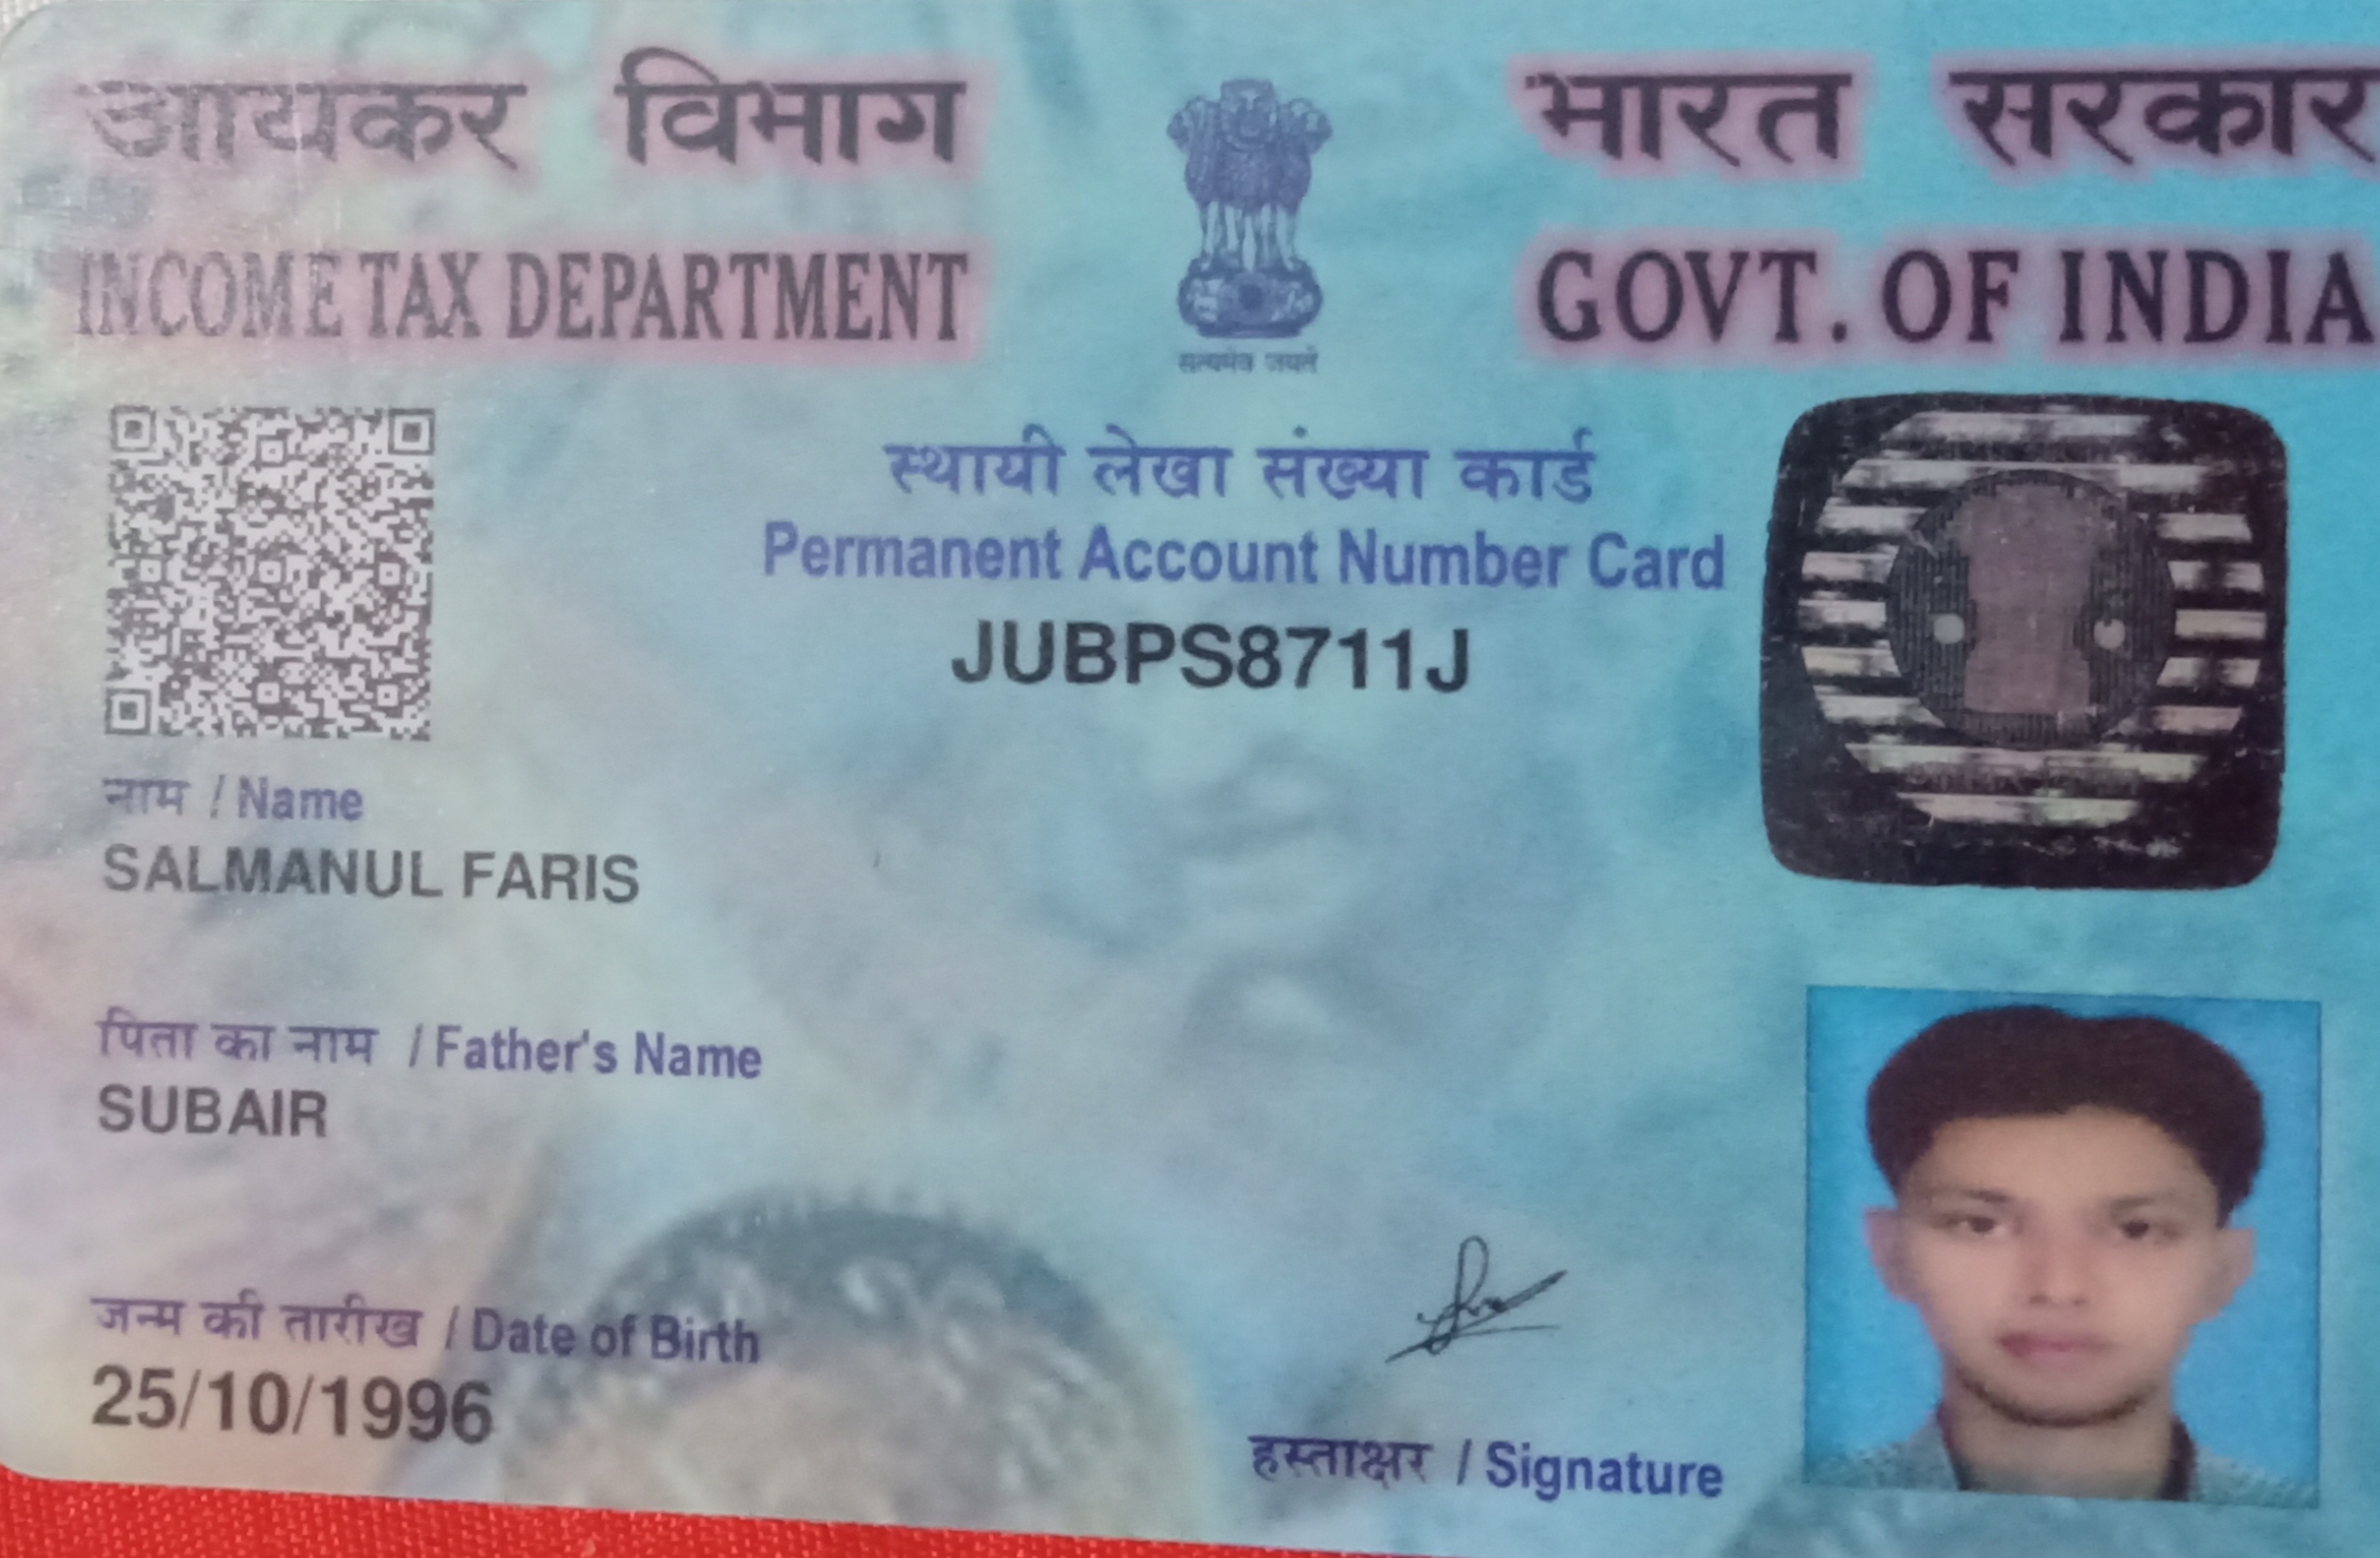 आयकर विभाग
INCOME TAX DEPARTMENT
सत्यमेव जयते
भारत सरकार
GOVT. OF INDIA
स्थायी लेखा संख्या कार्ड
Permanent Account Number Card
JUBPS8711J
नाम / Name
SALMANUL FARIS
पिता का नाम / Father's Name
SUBAIR
जन्म की तारीख / Date of Birth
25/10/1996
हस्ताक्षर / Signature